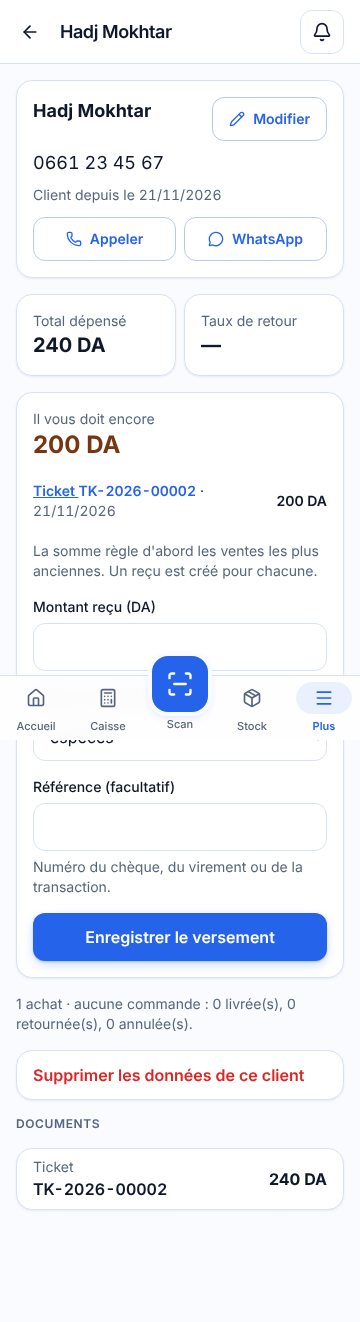 Hadj Mokhtar
Hadj Mokhtar
Modifier
0661 23 45 67
Client depuis le 21/11/2026
Appeler
WhatsApp
Total dépensé
240 DA
Taux de retour
—
Il vous doit encore
200 DA
Ticket TK-2026-00002 ·
21/11/2026
200 DA
La somme règle d'abord les ventes les plus
anciennes. Un reçu est créé pour chacune.
Montant reçu (DA)
Accueil
Caisse
Scan
Stock
Plus
Référence (facultatif)
Numéro du chèque, du virement ou de la
transaction.
Enregistrer le versement
1 achat · aucune commande : 0 livrée(s), 0
retournée(s), 0 annulée(s).
Supprimer les données de ce client
DOCUMENTS
Ticket
TK-2026-00002
240 DA